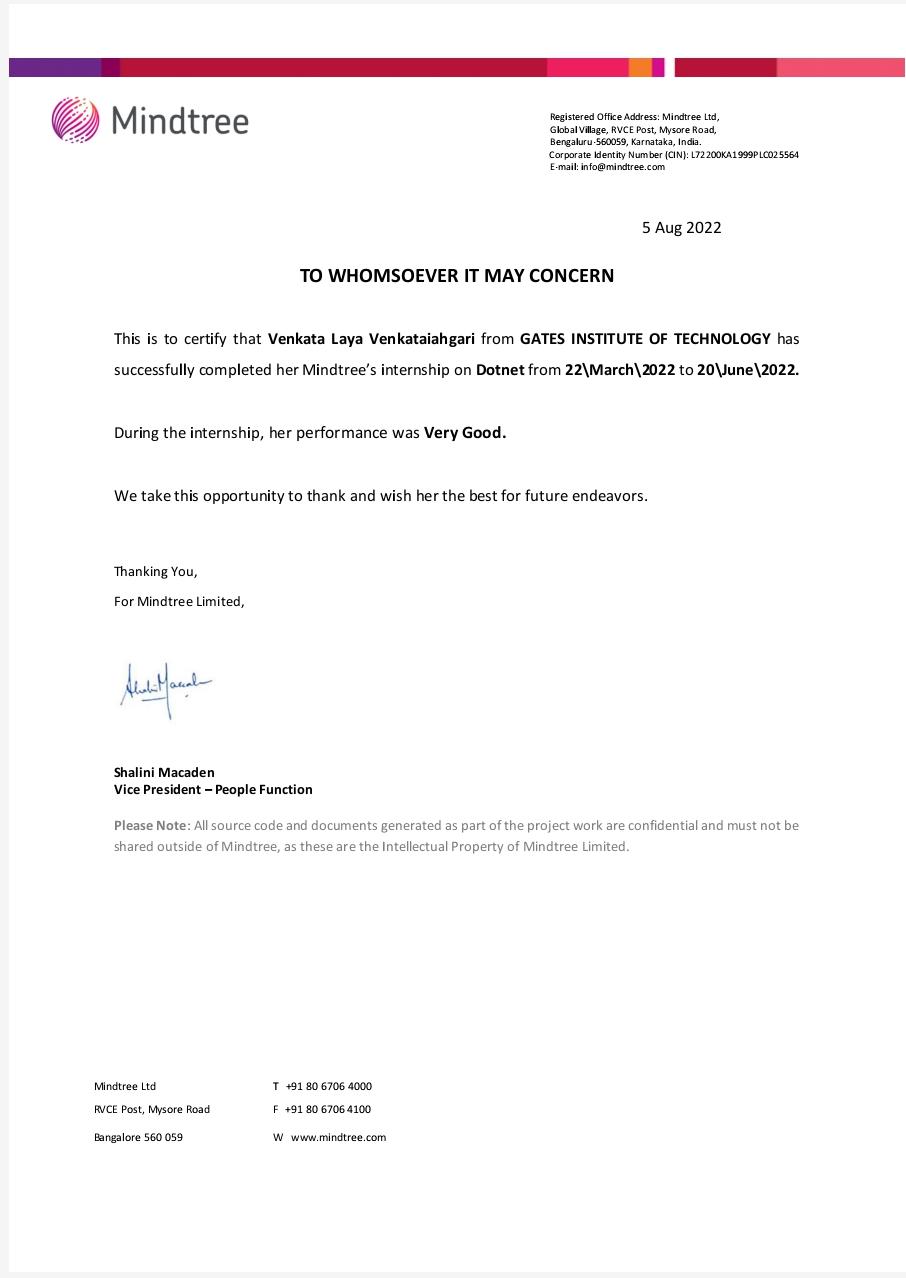 Mindtree
Registered Office Address: Mindtree Ltd,
Global Village, RVCE Post, Mysore Road,
Bengaluru-560059, Karnataka, India.
Corporate Identity Number (CIN): L72200KA1999PLC025564
E-mail: info@mindtree.com
5 Aug 2022
TO WHOMSOEVER IT MAY CONCERN
This is to certify that Venkata Laya Venkataiahgari from GATES INSTITUTE OF TECHNOLOGY has
successfully completed her Mindtree’s internship on Dotnet from 22\March\2022 to 20\June\2022.
During the internship, her performance was Very Good.
We take this opportunity to thank and wish her the best for future endeavors.
Thanking You,
For Mindtree Limited,
Shalini Macaden
Vice President – People Function
Please Note: All source code and documents generated as part of the project work are confidential and must not be
shared outside of Mindtree, as these are the Intellectual Property of Mindtree Limited.
Mindtree Ltd T +91 80 6706 4000
RVCE Post, Mysore Road F +91 80 6706 4100
Bangalore 560 059 W www.mindtree.com